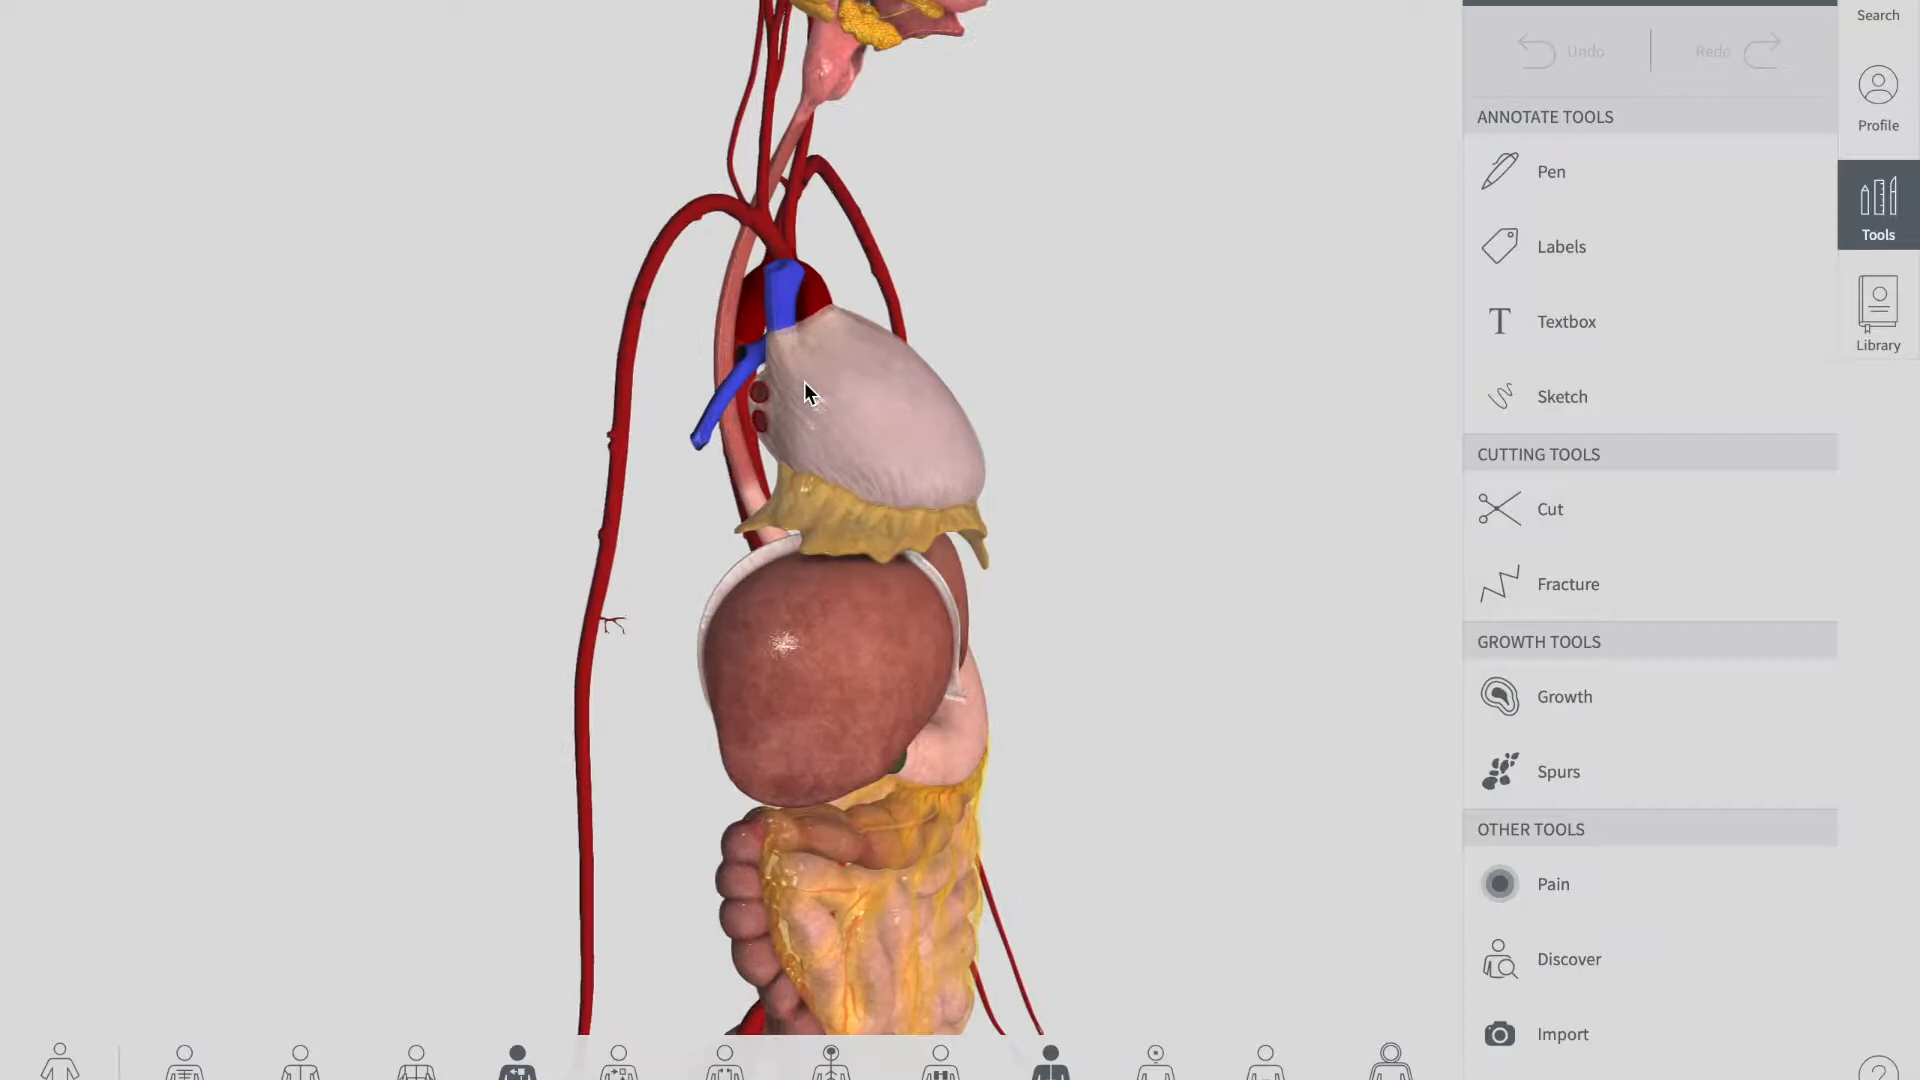 Search
Undo
Redo
Profile
ANNOTATE TOOLS
Pen
Tools
Labels
Textbox
Library
Sketch
CUTTING TOOLS
Cut
Fracture
GROWTH TOOLS
Growth
Spurs
OTHER TOOLS
Pain
Discover
Import
?